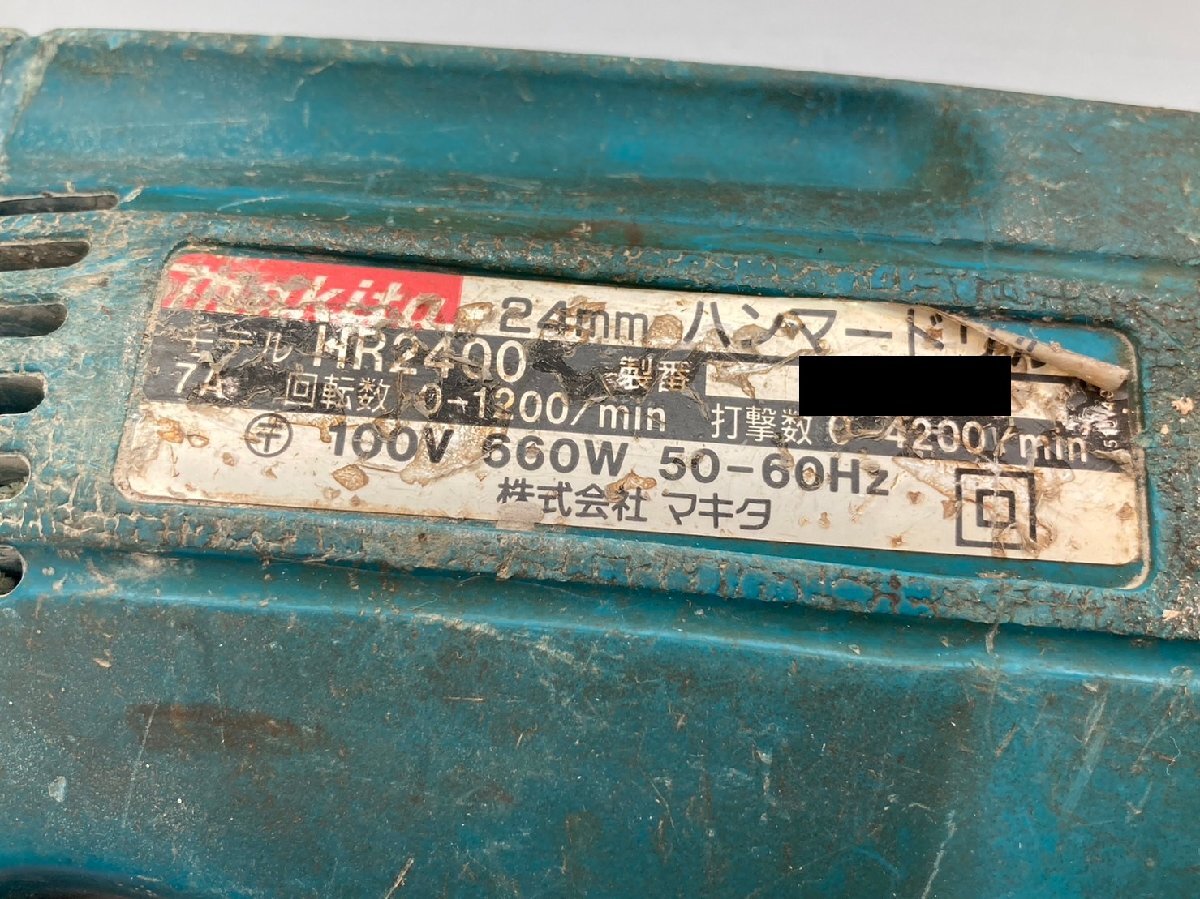 makita 24mm ハンマードリル
モデル HR2400 製番
7A 回転数 0-1200/min 打撃数 0-4200/min
〒 100V 660W 50-60Hz
株式会社 マキタ